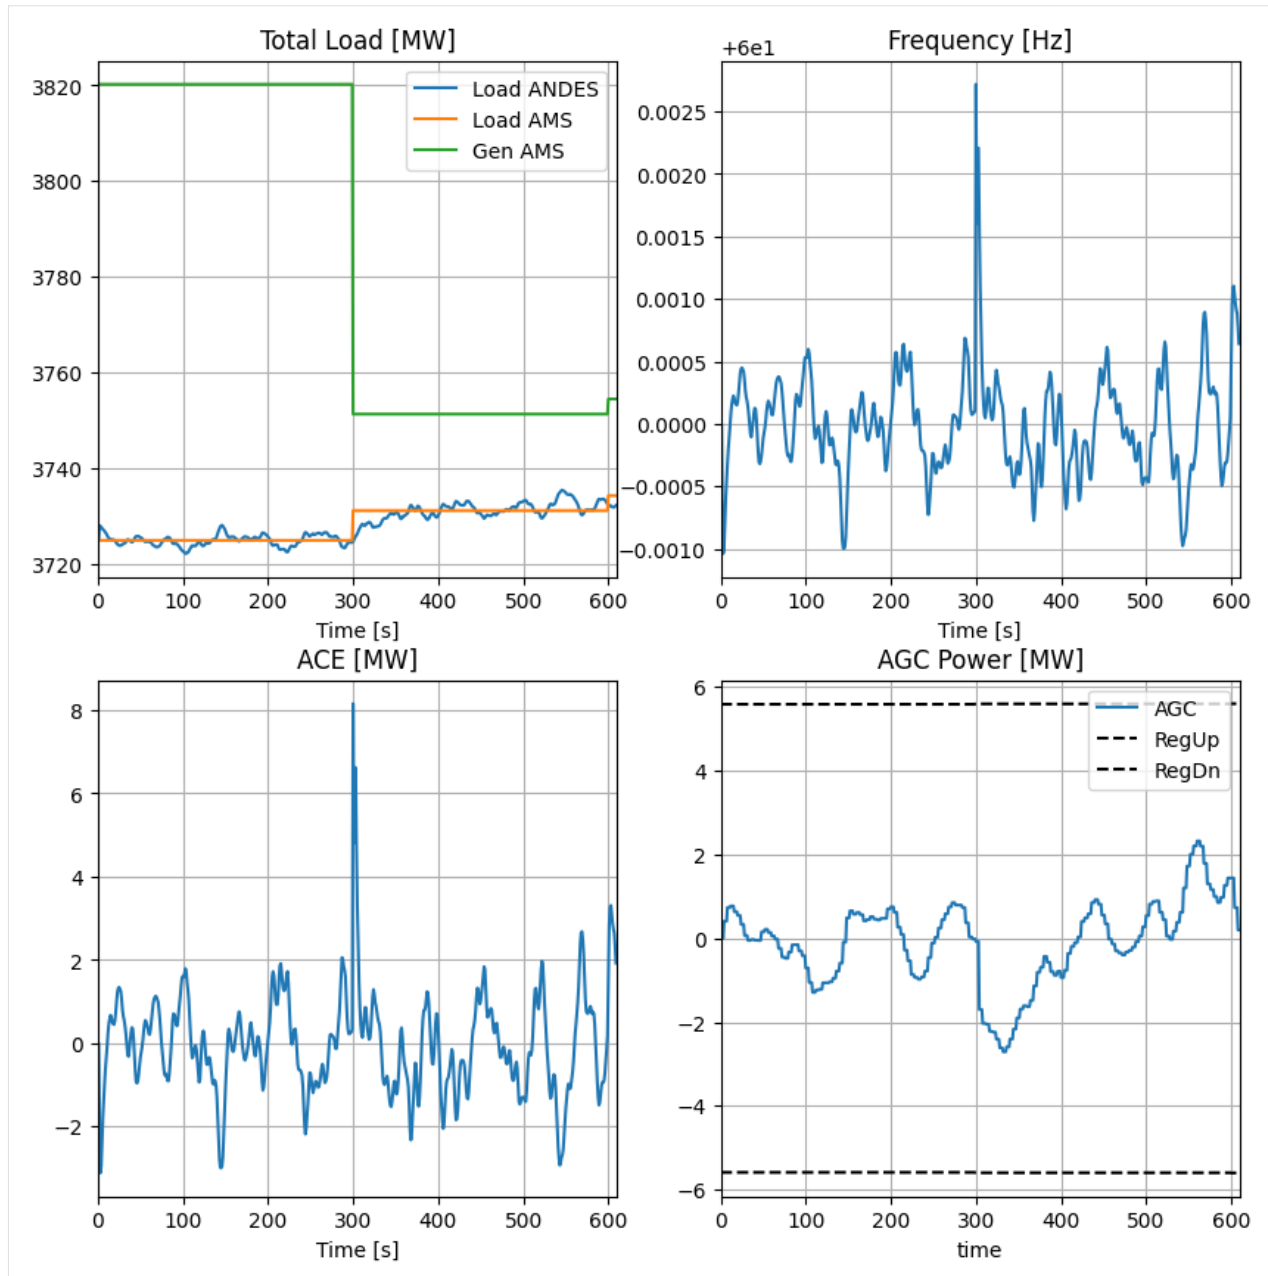 Total Load [MW]
3820
3800
3780
3760
3740
3720
Load ANDES
Load AMS
Gen AMS
0 100 200 300 400 500 600
Time [s]
Frequency [Hz]
+6e1
0.0025
0.0020
0.0015
0.0010
0.0005
0.0000
−0.0005
−0.0010
0 100 200 300 400 500 600
Time [s]
ACE [MW]
8
6
4
2
0
−2
0 100 200 300 400 500 600
Time [s]
AGC Power [MW]
6
4
2
0
−2
−4
−6
AGC
RegUp
RegDn
0 100 200 300 400 500 600
time